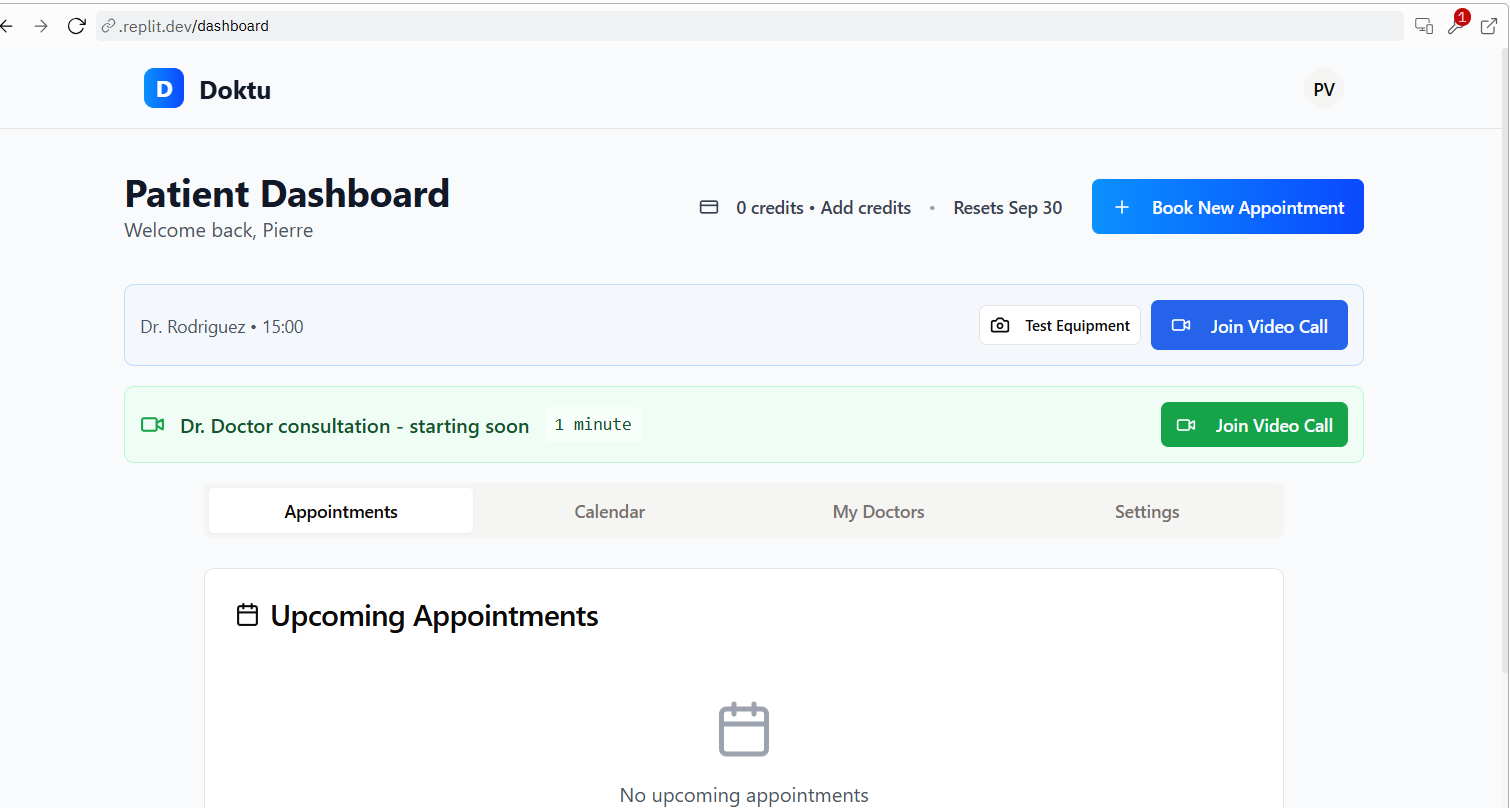 .replit.dev/dashboard
1
D Doktu
PV
Patient Dashboard
Welcome back, Pierre
0 credits • Add credits • Resets Sep 30
Book New Appointment
Dr. Rodriguez • 15:00
Test Equipment
Join Video Call
Dr. Doctor consultation - starting soon 1 minute
Join Video Call
Appointments Calendar My Doctors Settings
Upcoming Appointments
No upcoming appointments